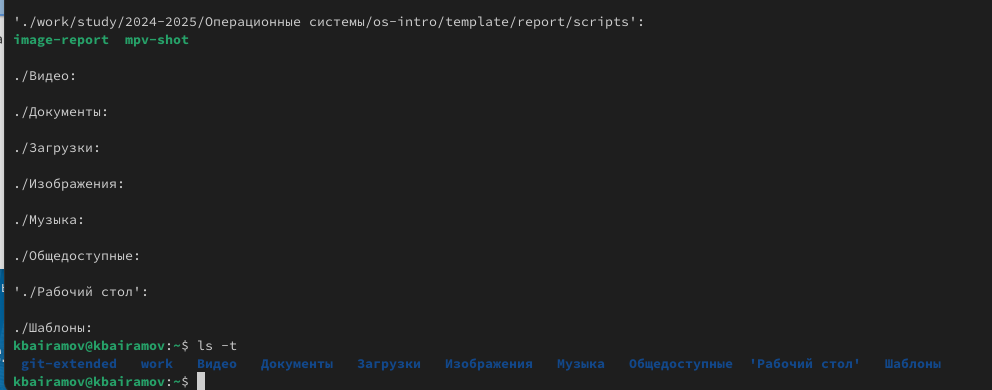 './work/study/2024-2025/Операционные системы/os-intro/template/report/scripts':
image-report  mpv-shot
./Видео:
./Документы:
./Загрузки:
./Изображения:
./Музыка:
./Общедоступные:
'./Рабочий стол':
./Шаблоны:
kbairamov@kbairamov:~$ ls -t
git-extended   work   Видео   Документы   Загрузки   Изображения   Музыка   Общедоступные  'Рабочий стол'   Шаблоны
kbairamov@kbairamov:~$